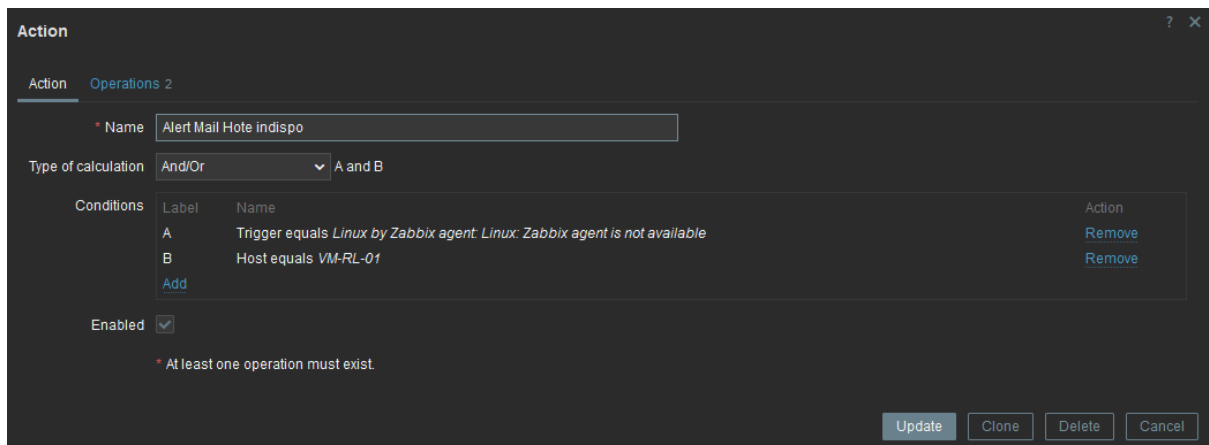 Action
? ×
Action Operations 2
* Name Alert Mail Hote indispo
Type of calculation And/Or A and B
Conditions Label Name Action
A Trigger equals Linux by Zabbix agent: Linux: Zabbix agent is not available Remove
B Host equals VM-RL-01 Remove
Add
Enabled
* At least one operation must exist.
Update Clone Delete Cancel